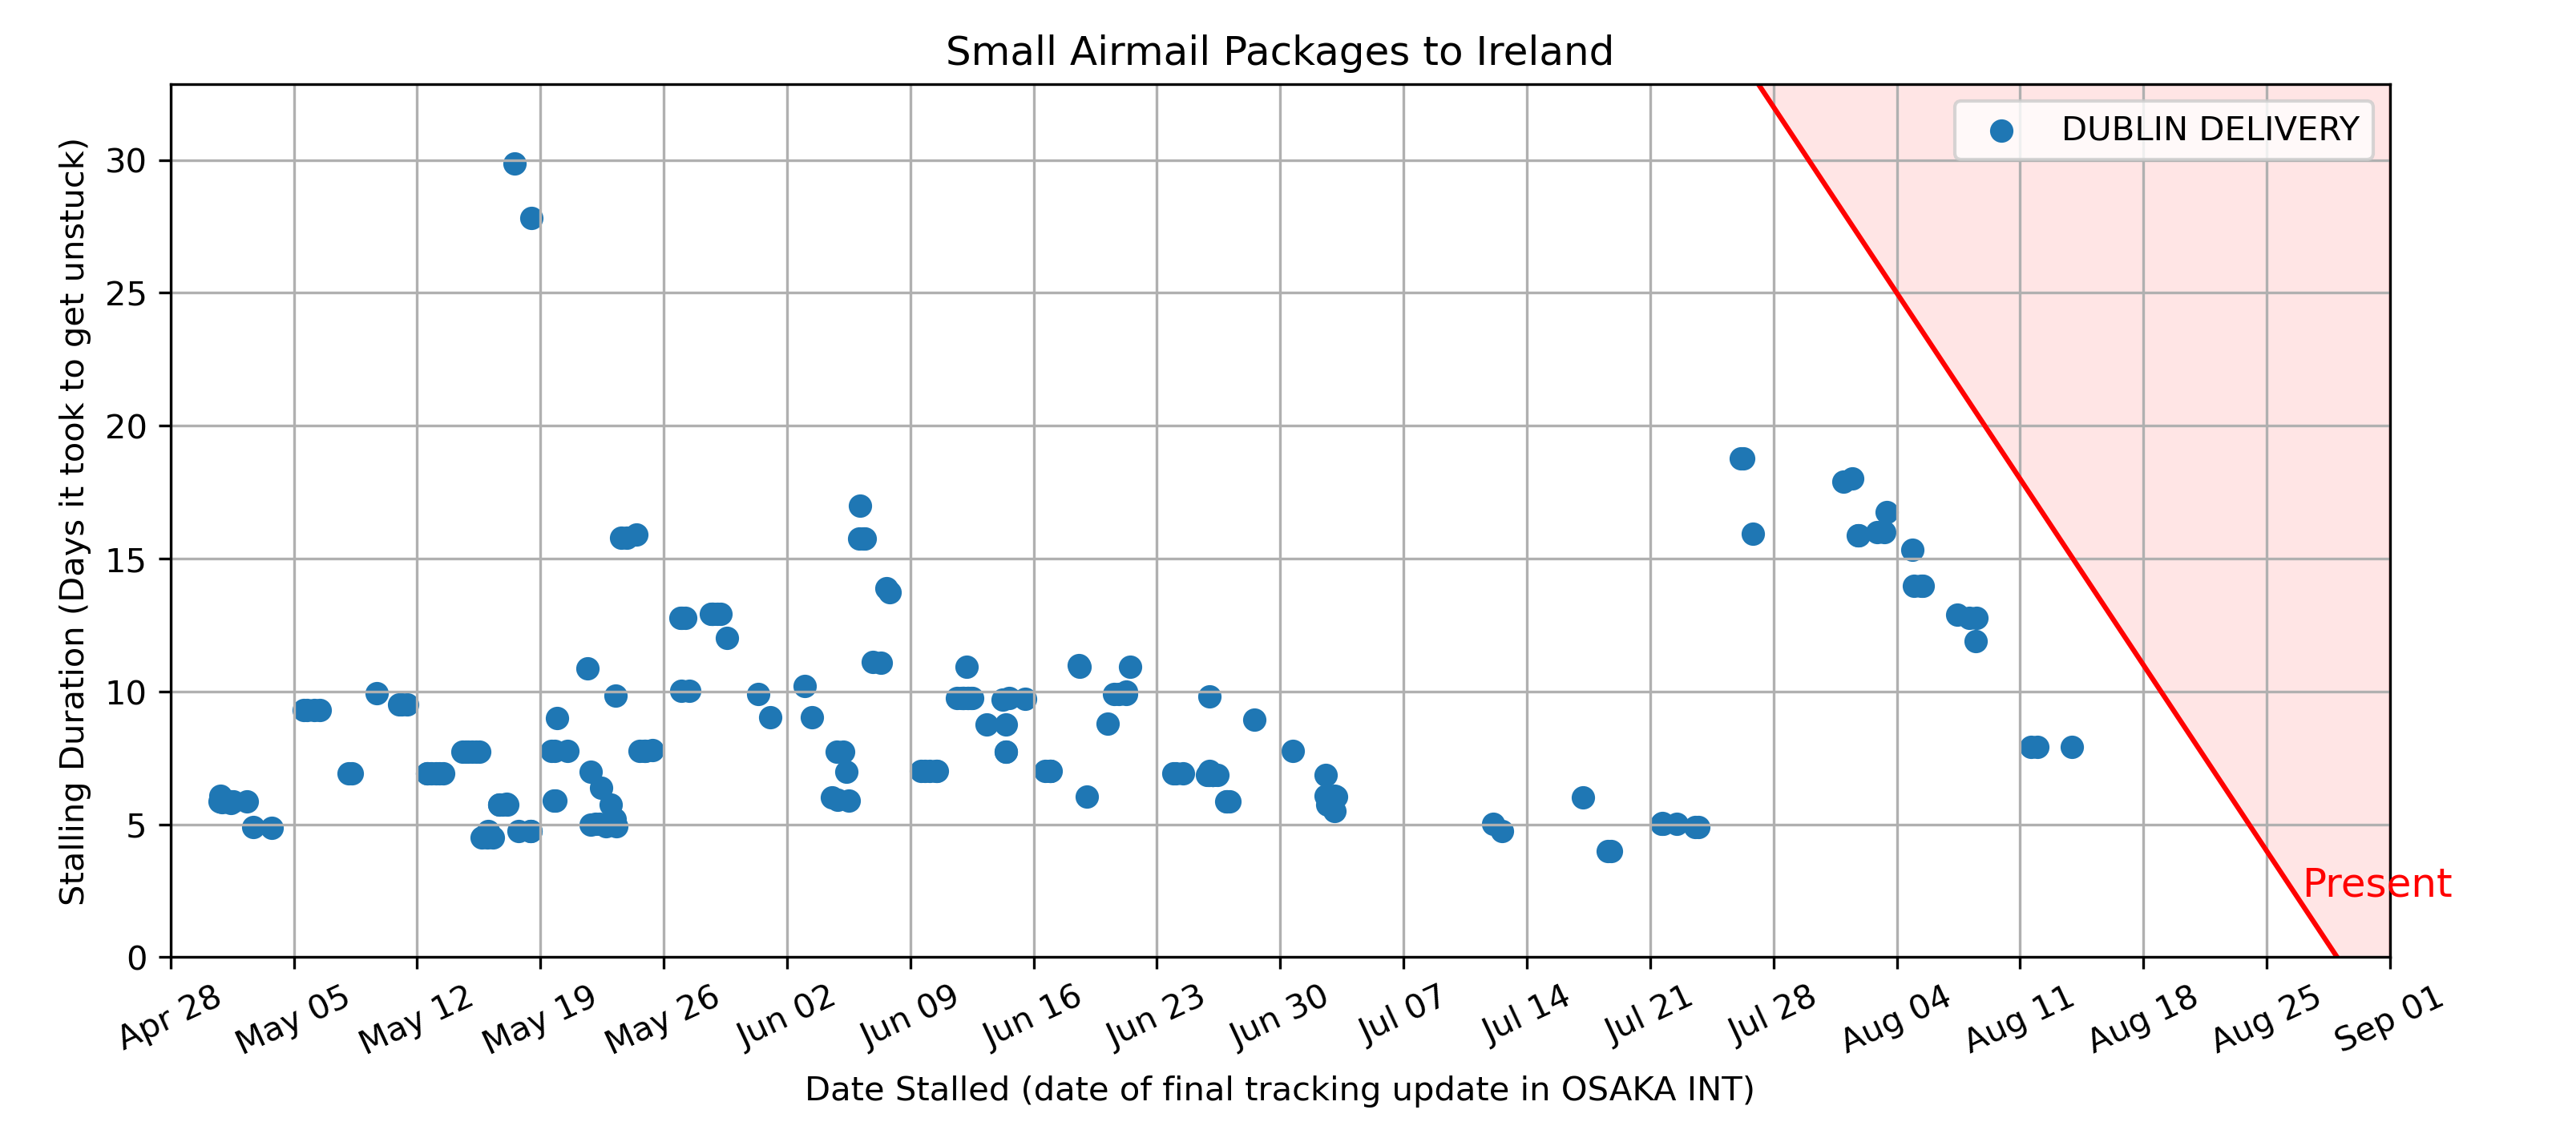 Small Airmail Packages to Ireland
DUBLIN DELIVERY
Stalling Duration (Days it took to get unstuck)
30
25
20
15
10
5
0
Present
Apr 28
May 05
May 12
May 19
May 26
Jun 02
Jun 09
Jun 16
Jun 23
Jun 30
Jul 07
Jul 14
Jul 21
Jul 28
Aug 04
Aug 11
Aug 18
Aug 25
Sep 01
Date Stalled (date of final tracking update in OSAKA INT)